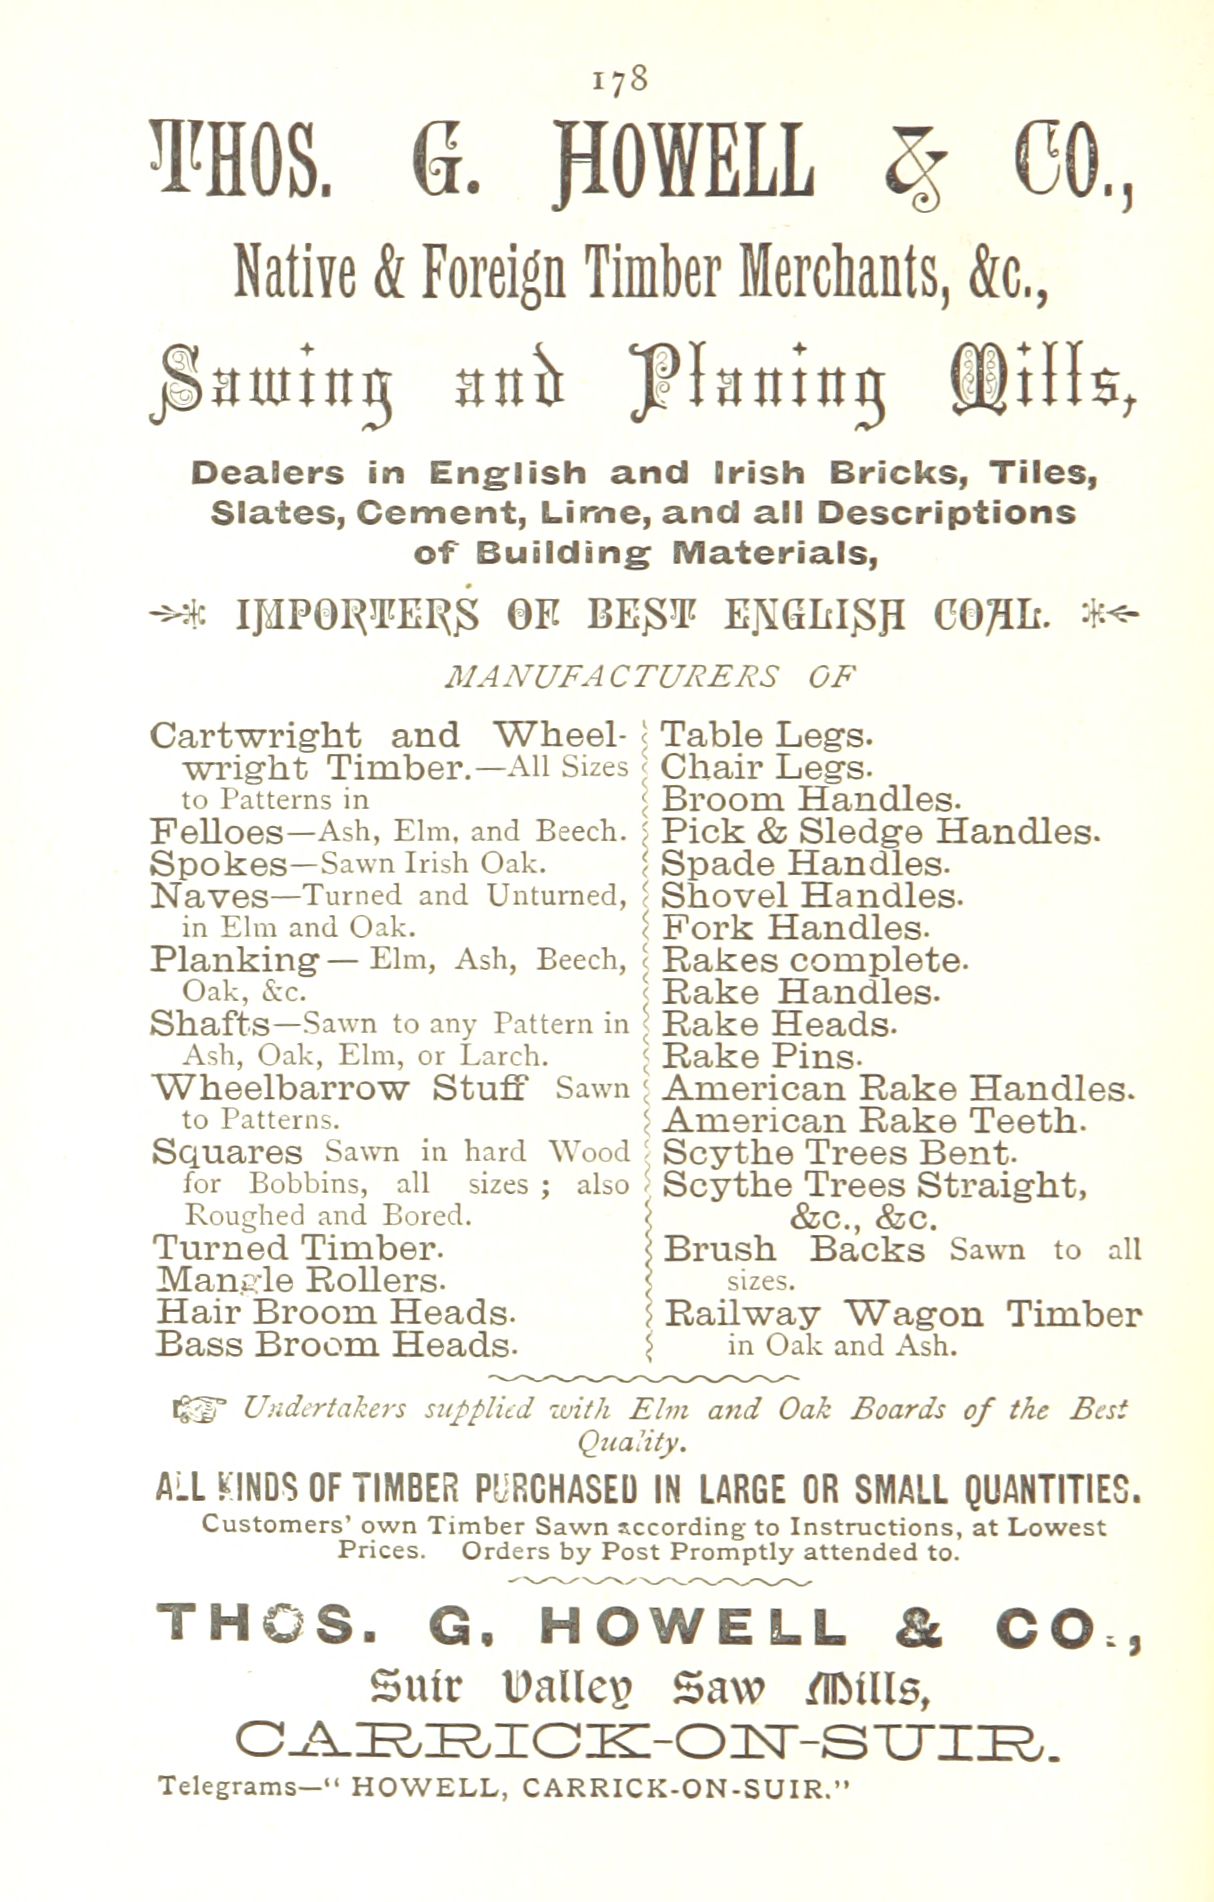 178
THOS. G. HOWELL & CO.,
Native & Foreign Timber Merchants, &c.,
Sawing and Planing Mills,
Dealers in English and Irish Bricks, Tiles,
Slates, Cement, Lime, and all Descriptions
of Building Materials,
IMPORTERS OF BEST ENGLISH COAL.
MANUFACTURERS OF
Cartwright and Wheel-
wright Timber.—All Sizes
to Patterns in
Felloes—Ash, Elm, and Beech.
Spokes—Sawn Irish Oak.
Naves—Turned and Unturned,
in Elm and Oak.
Planking— Elm, Ash, Beech,
Oak, &c.
Shafts—Sawn to any Pattern in
Ash, Oak, Elm, or Larch.
Wheelbarrow Stuff Sawn
to Patterns.
Squares Sawn in hard Wood
for Bobbins, all sizes ; also
Roughed and Bored.
Turned Timber.
Mangle Rollers.
Hair Broom Heads.
Bass Broom Heads.
Table Legs.
Chair Legs.
Broom Handles.
Pick & Sledge Handles.
Spade Handles.
Shovel Handles.
Fork Handles.
Rakes complete.
Rake Handles.
Rake Heads.
Rake Pins.
American Rake Handles.
American Rake Teeth.
Scythe Trees Bent.
Scythe Trees Straight,
&c., &c.
Brush Backs Sawn to all
sizes.
Railway Wagon Timber
in Oak and Ash.
Undertakers supplied with Elm and Oak Boards of the Best
Quality.
ALL KINDS OF TIMBER PURCHASED IN LARGE OR SMALL QUANTITIES.
Customers' own Timber Sawn according to Instructions, at Lowest
Prices. Orders by Post Promptly attended to.
THOS. G. HOWELL & CO.,
Suir Valley Saw Mills,
CARRICK-ON-SUIR.
Telegrams—“ HOWELL, CARRICK-ON-SUIR.”